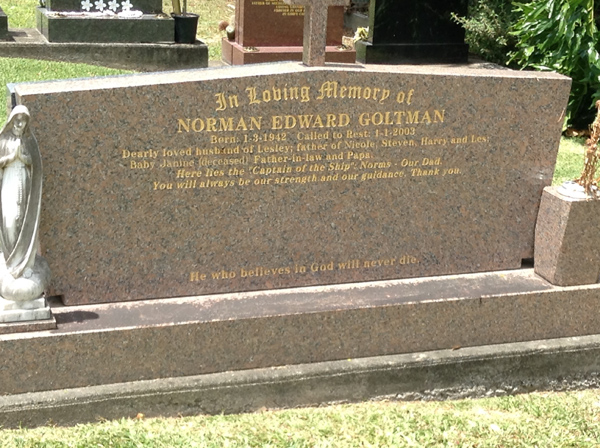 In Loving Memory of
NORMAN EDWARD GOLTMAN
Born: 1-3-1942 Called to Rest: 1-1-2003
Dearly loved husband of Lesley; father of Nicole, Steven, Harry and Les;
Baby Janine (deceased) Father-in-law and Papa.
Here lies the "Captain of the Ship", Norms - Our Dad.
You will always be our strength and our guidance. Thank you.
He who believes in God will never die.